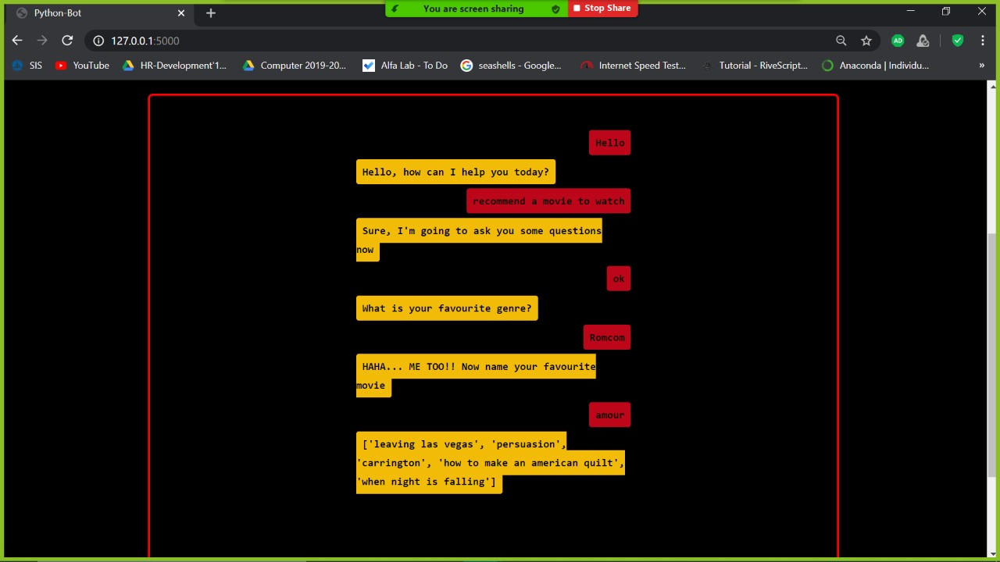 Python-Bot
You are screen sharing
Stop Share
127.0.0.1:5000
AD
SIS
YouTube
HR-Development'1...
Computer 2019-20...
Alfa Lab - To Do
seashells - Google...
Internet Speed Test...
Tutorial - RiveScript...
Anaconda | Individu...
»
Hello
Hello, how can I help you today?
recommend a movie to watch
Sure, I'm going to ask you some questions
now
ok
What is your favourite genre?
Romcom
HAHA... ME TOO!! Now name your favourite
movie
amour
['leaving las vegas', 'persuasion',
'carrington', 'how to make an american quilt',
'when night is falling']